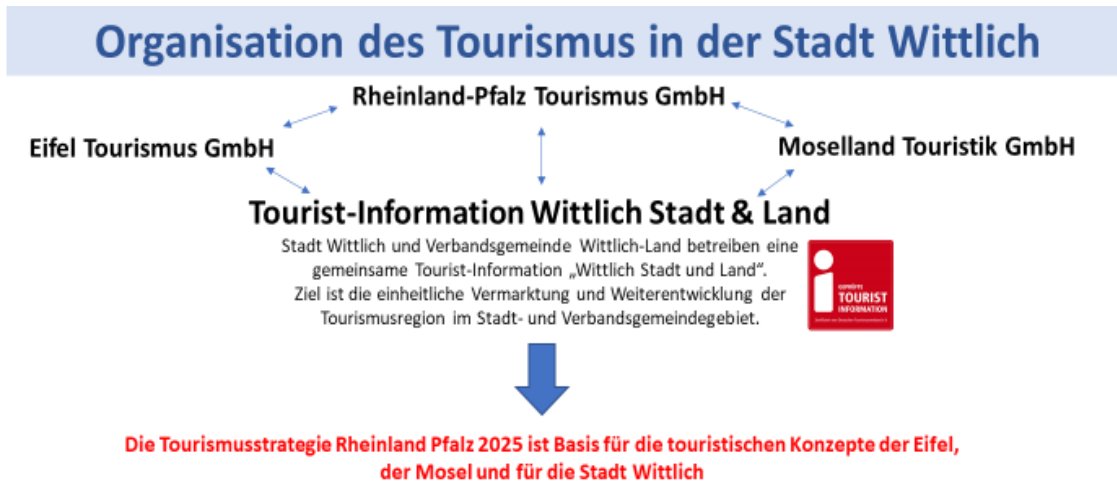 Organisation des Tourismus in der Stadt Wittlich
Rheinland-Pfalz Tourismus GmbH
Eifel Tourismus GmbH
Moselland Touristik GmbH
Tourist-Information Wittlich Stadt & Land
Stadt Wittlich und Verbandsgemeinde Wittlich-Land betreiben eine
gemeinsame Tourist-Information „Wittlich Stadt und Land“.
Ziel ist die einheitliche Vermarktung und Weiterentwicklung der
Tourismusregion im Stadt- und Verbandsgemeindegebiet.
i
TOURIST
INFORMATION
Die Tourismusstrategie Rheinland Pfalz 2025 ist Basis für die touristischen Konzepte der Eifel,
der Mosel und für die Stadt Wittlich